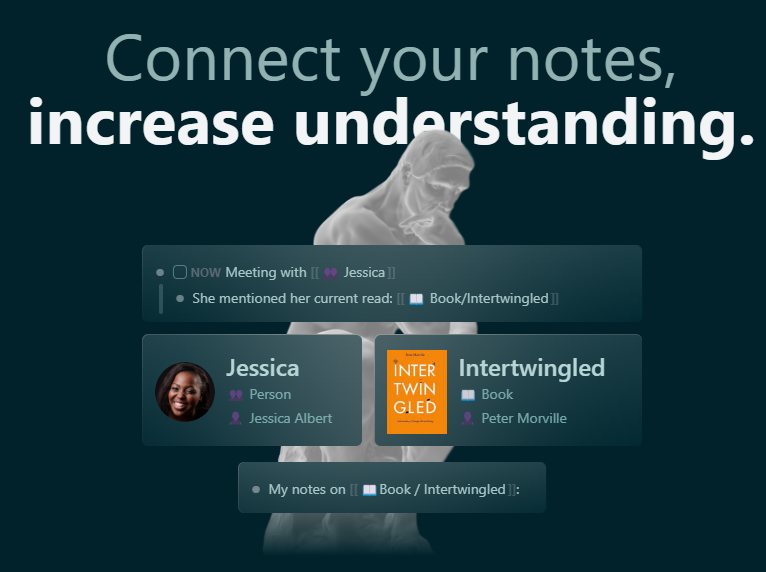 Connect your notes,
increase understanding.
NOW Meeting with [[ 👥 Jessica]]
She mentioned her current read: [[ 📖 Book/Intertwingled]]
Jessica
👥 Person
👤 Jessica Albert
INTER
TWIN
GLED
Intertwingled
📖 Book
👤 Peter Morville
My notes on [[ 📖 Book / Intertwingled]]: